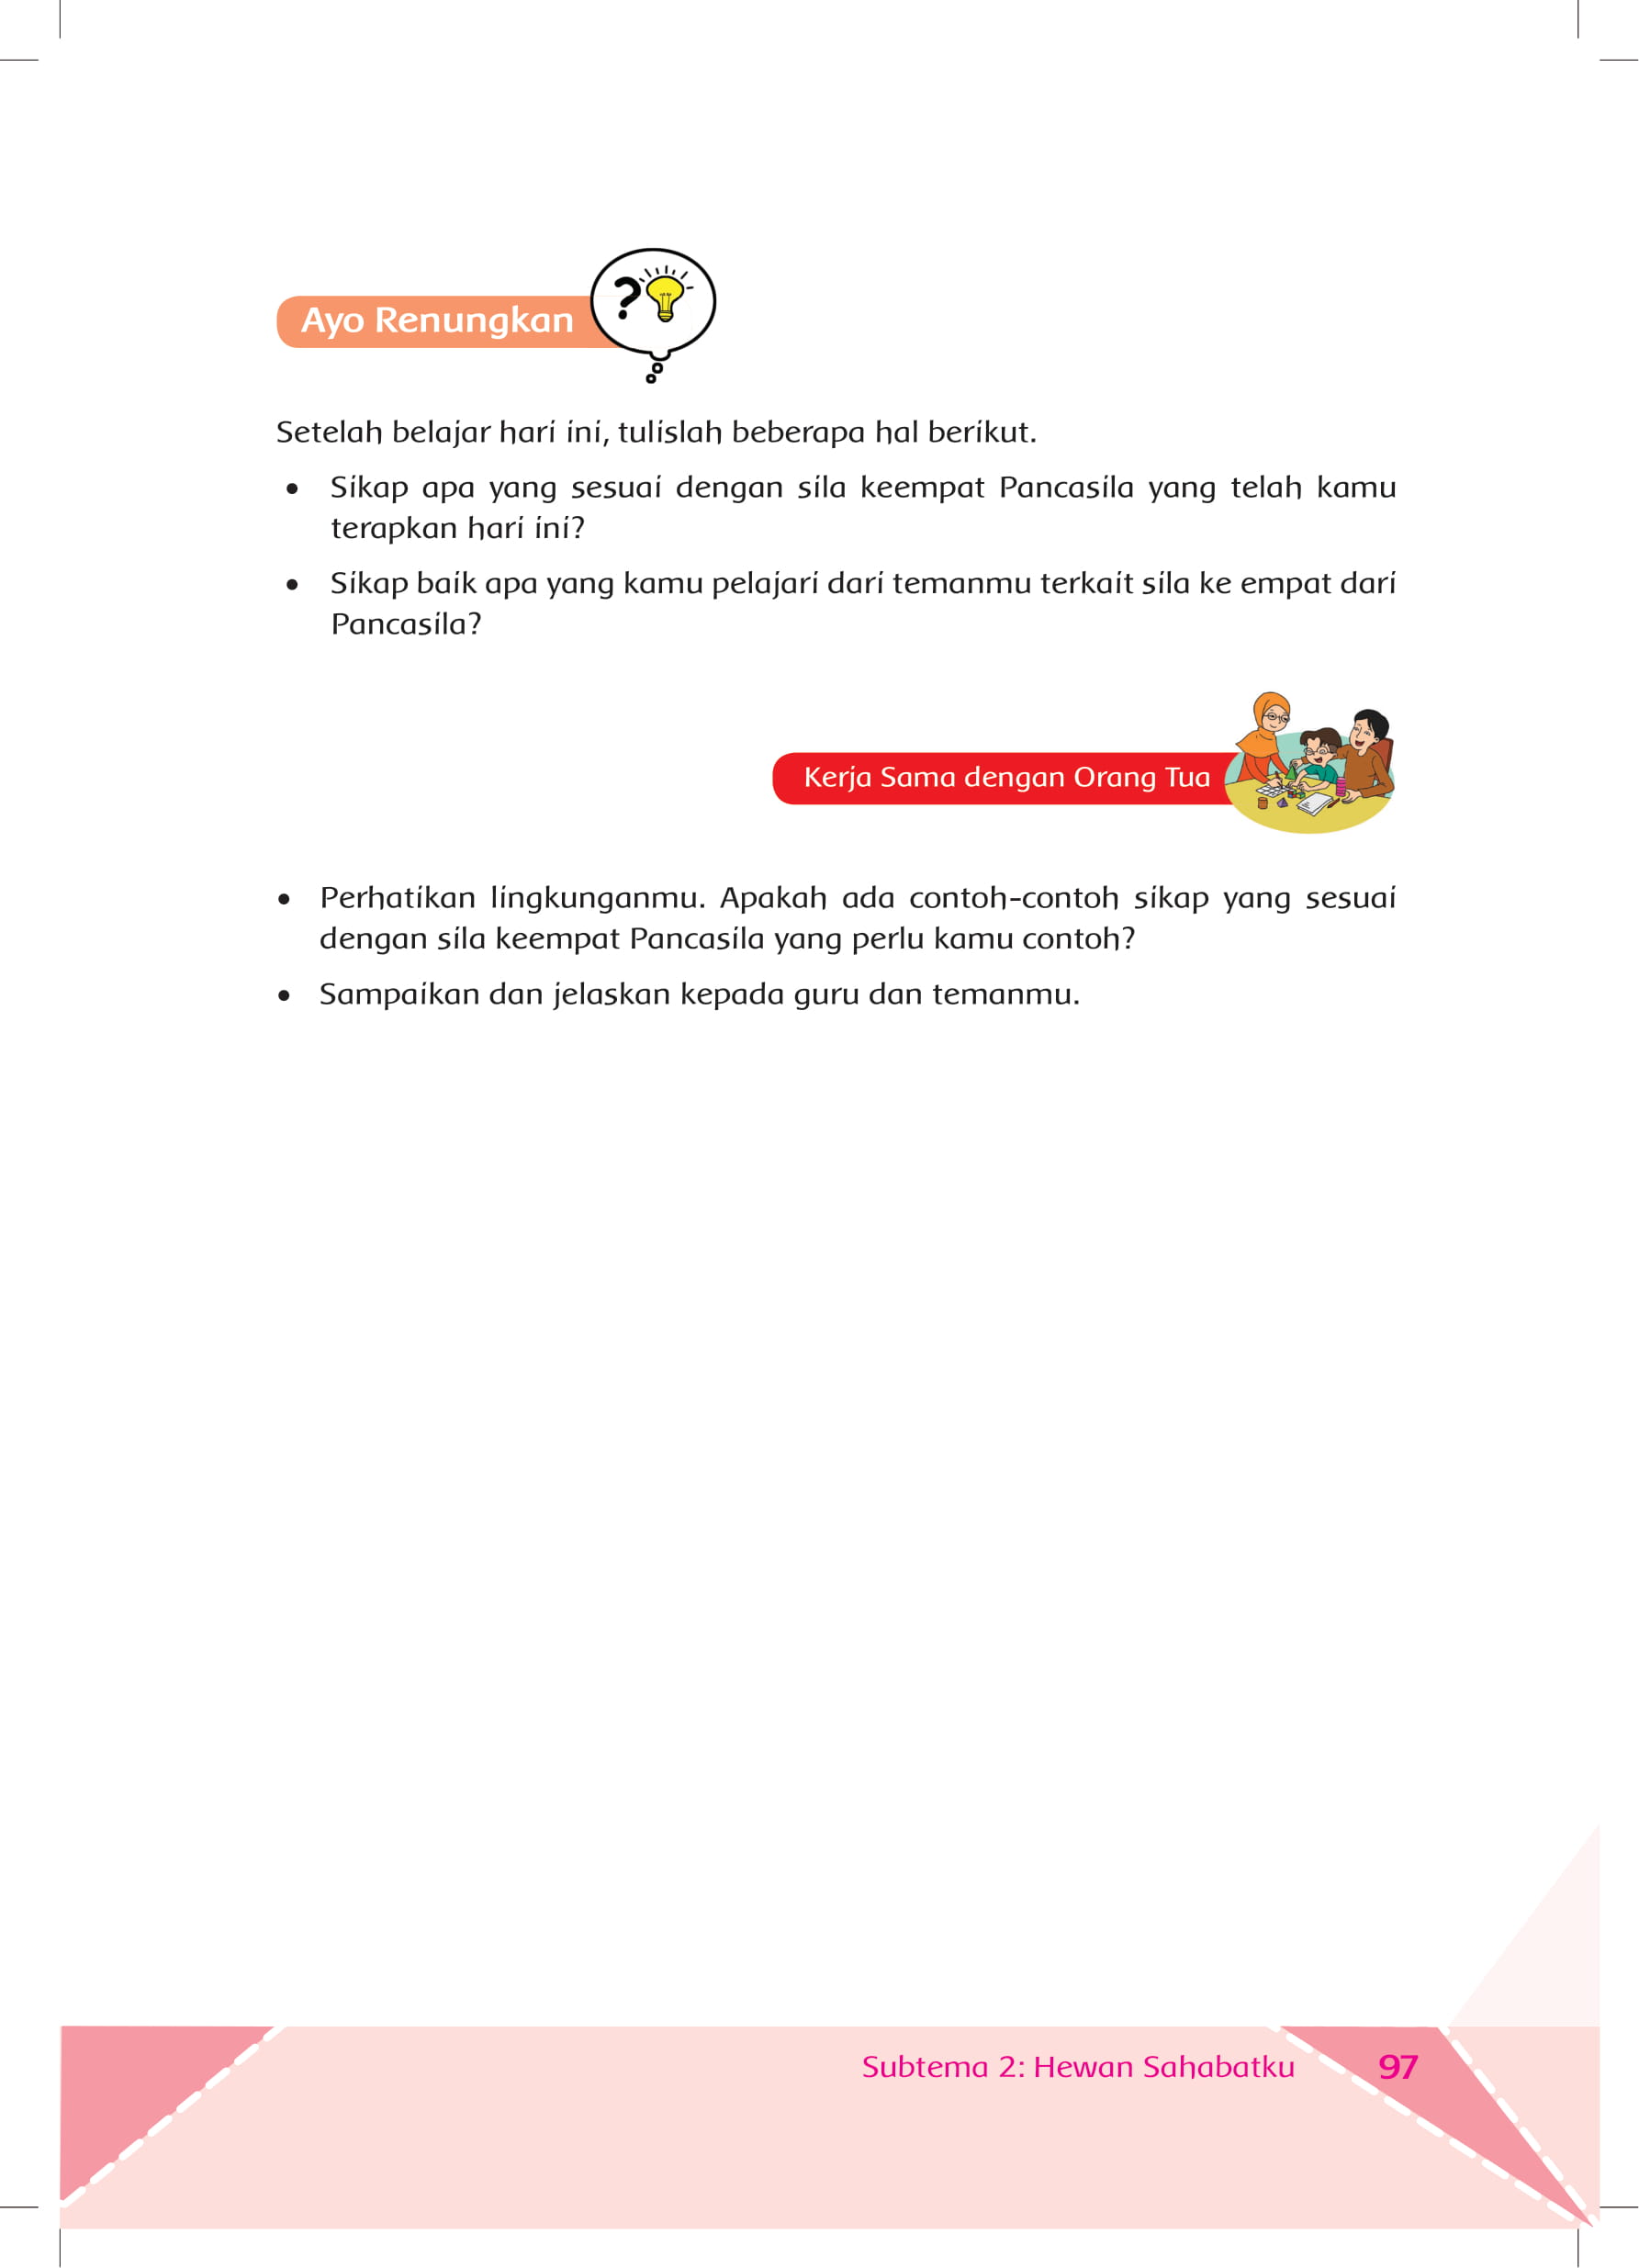 Ayo Renungkan
Setelah belajar hari ini, tulislah beberapa hal berikut.
• Sikap apa yang sesuai dengan sila keempat Pancasila yang telah kamu
terapkan hari ini?
• Sikap baik apa yang kamu pelajari dari temanmu terkait sila ke empat dari
Pancasila?
Kerja Sama dengan Orang Tua
• Perhatikan lingkunganmu. Apakah ada contoh-contoh sikap yang sesuai
dengan sila keempat Pancasila yang perlu kamu contoh?
• Sampaikan dan jelaskan kepada guru dan temanmu.
Subtema 2: Hewan Sahabatku 97